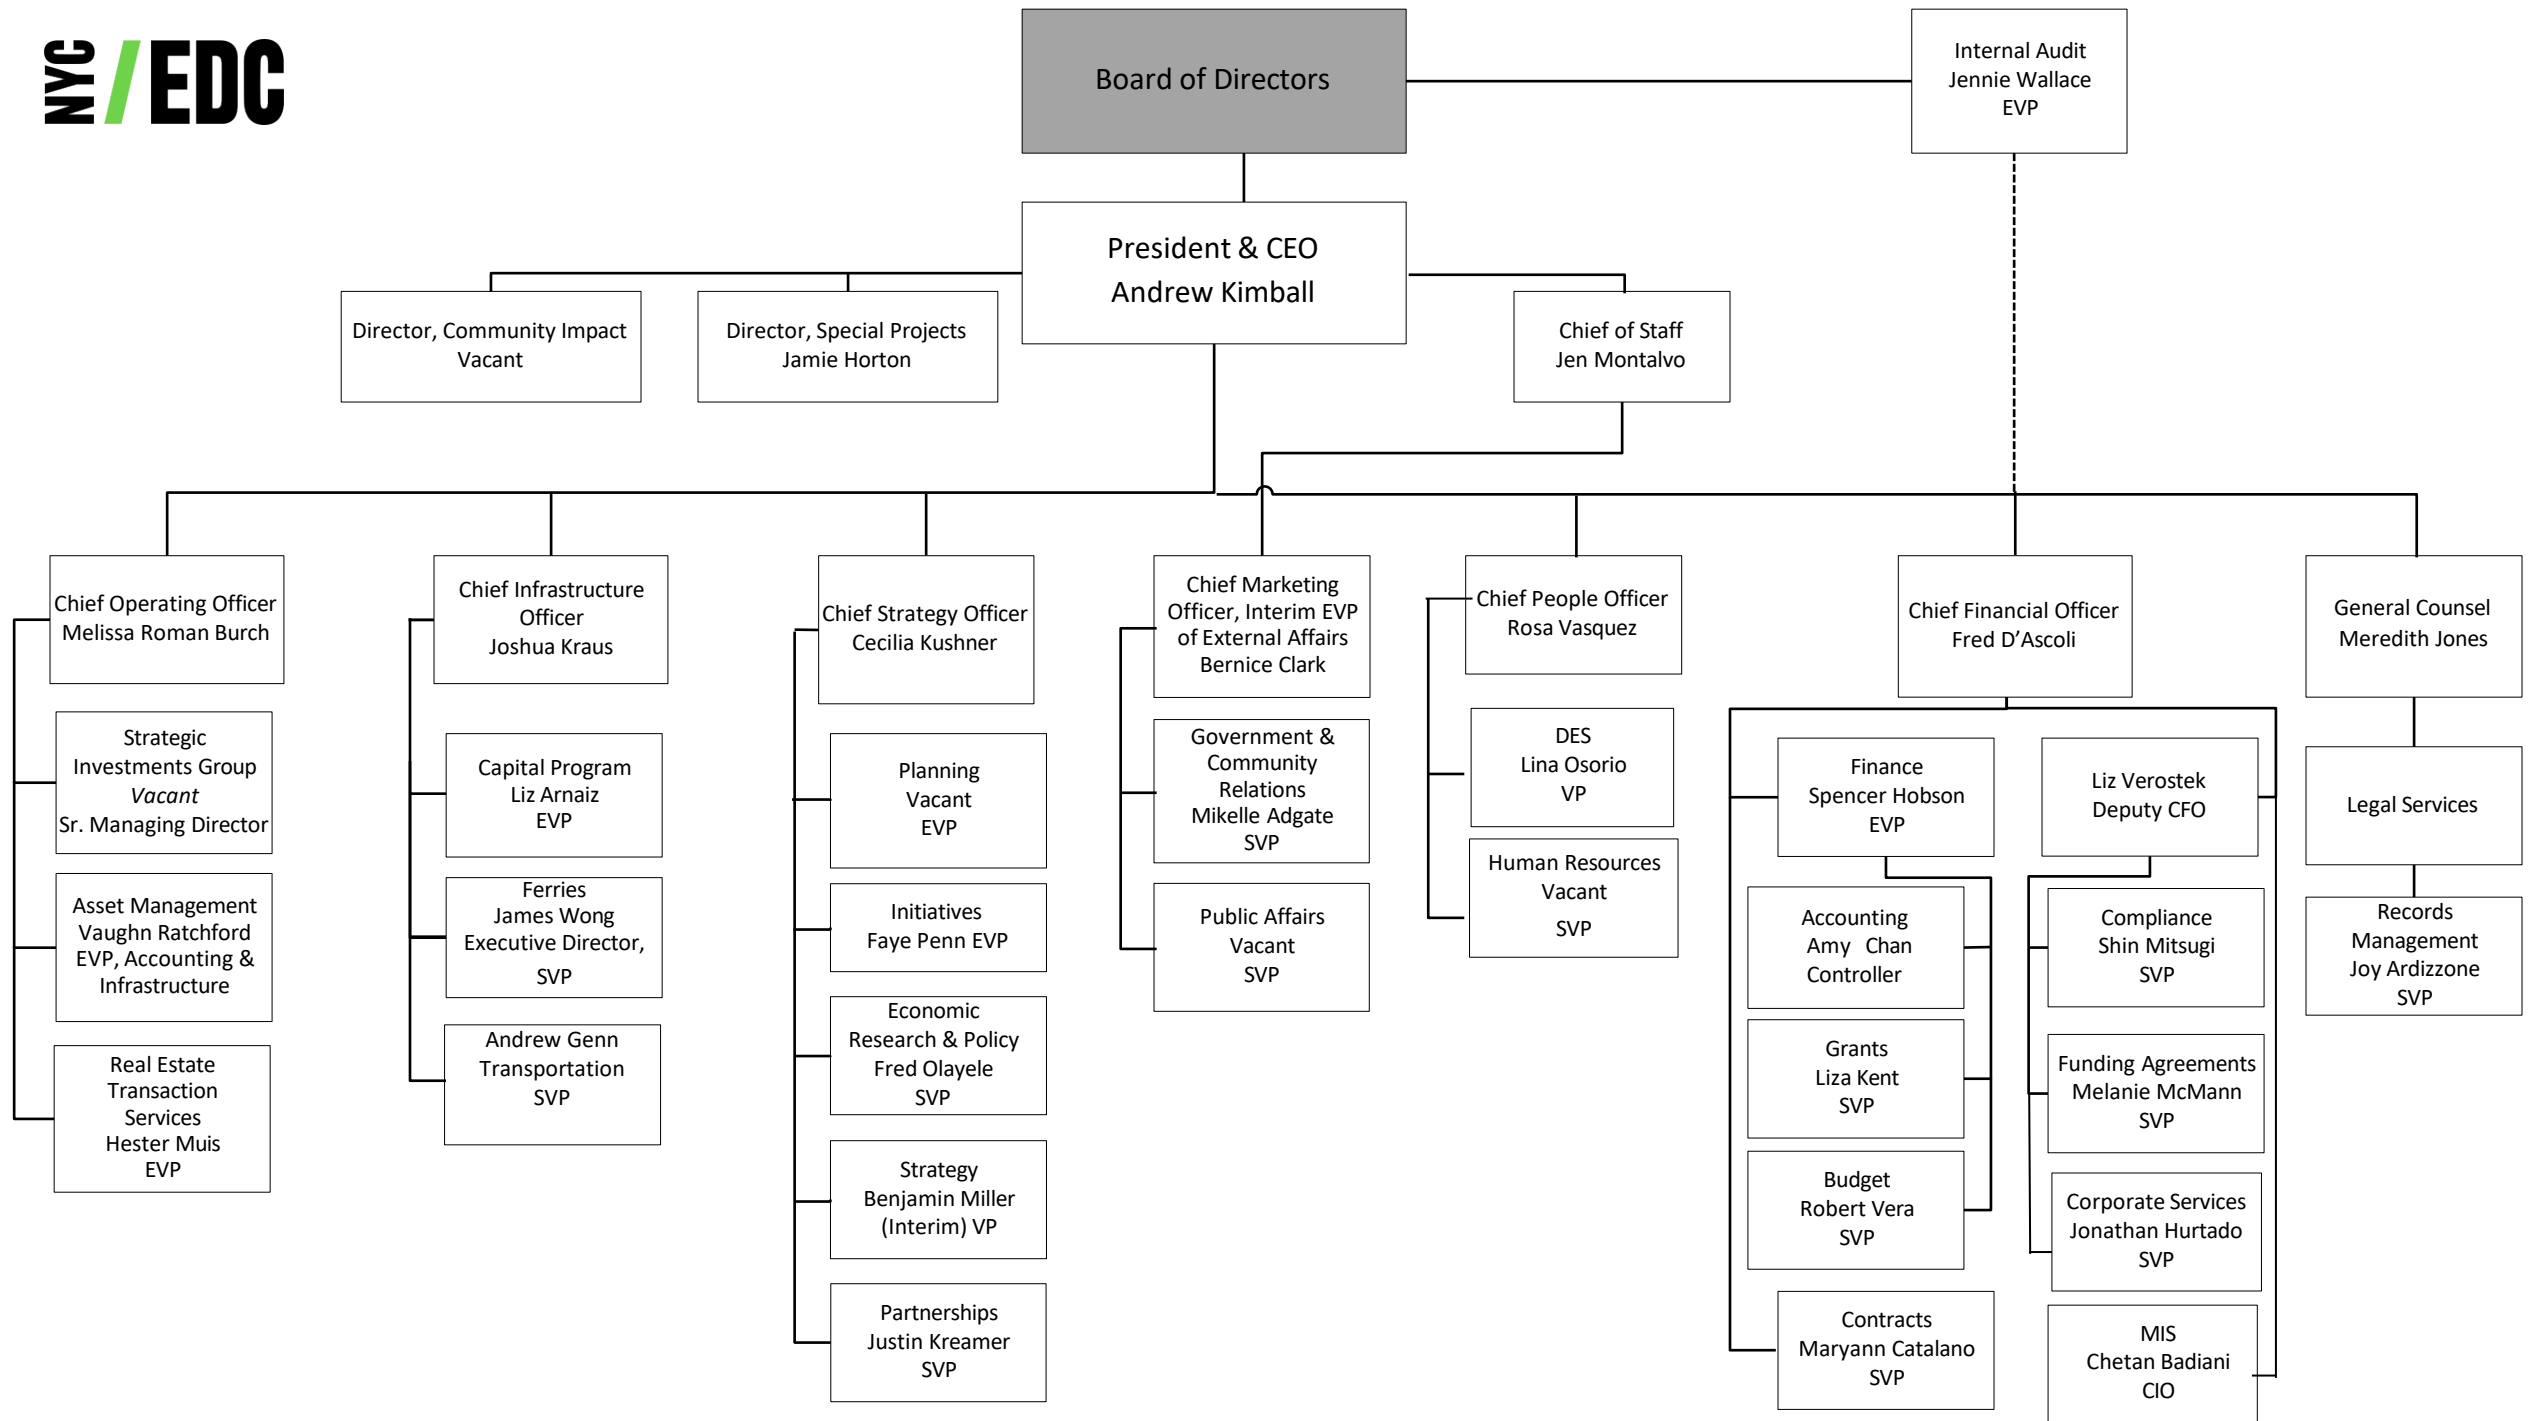 NYC
EDC
Board of Directors
Internal Audit
Jennie Wallace
EVP
President & CEO
Andrew Kimball
Director, Community Impact
Vacant
Director, Special Projects
Jamie Horton
Chief of Staff
Jen Montalvo
Chief Operating Officer
Melissa Roman Burch
Strategic
Investments Group
Vacant
Sr. Managing Director
Asset Management
Vaughn Ratchford
EVP, Accounting &
Infrastructure
Real Estate
Transaction
Services
Hester Muis
EVP
Chief Infrastructure
Officer
Joshua Kraus
Capital Program
Liz Arnaiz
EVP
Ferries
James Wong
Executive Director,
SVP
Andrew Genn
Transportation
SVP
Chief Strategy Officer
Cecilia Kushner
Planning
Vacant
EVP
Initiatives
Faye Penn EVP
Economic
Research & Policy
Fred Olayele
SVP
Strategy
Benjamin Miller
(Interim) VP
Partnerships
Justin Kreamer
SVP
Chief Marketing
Officer, Interim EVP
of External Affairs
Bernice Clark
Government &
Community
Relations
Mikelle Adgate
SVP
Public Affairs
Vacant
SVP
Chief People Officer
Rosa Vasquez
DES
Lina Osorio
VP
Human Resources
Vacant
SVP
Chief Financial Officer
Fred D’Ascoli
Finance
Spencer Hobson
EVP
Accounting
Amy Chan
Controller
Grants
Liza Kent
SVP
Budget
Robert Vera
SVP
Contracts
Maryann Catalano
SVP
Liz Verostek
Deputy CFO
Compliance
Shin Mitsugi
SVP
Funding Agreements
Melanie McMann
SVP
Corporate Services
Jonathan Hurtado
SVP
MIS
Chetan Badiani
CIO
General Counsel
Meredith Jones
Legal Services
Records
Management
Joy Ardizzone
SVP